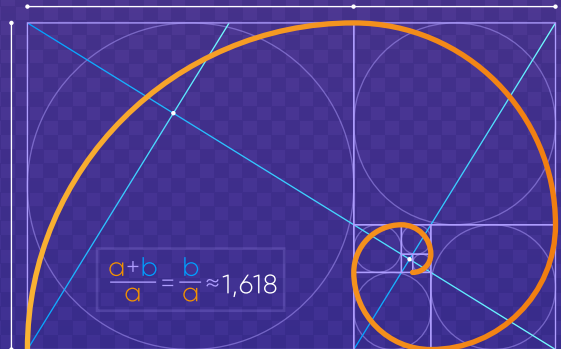 a+b/a = b/a ≈ 1,618